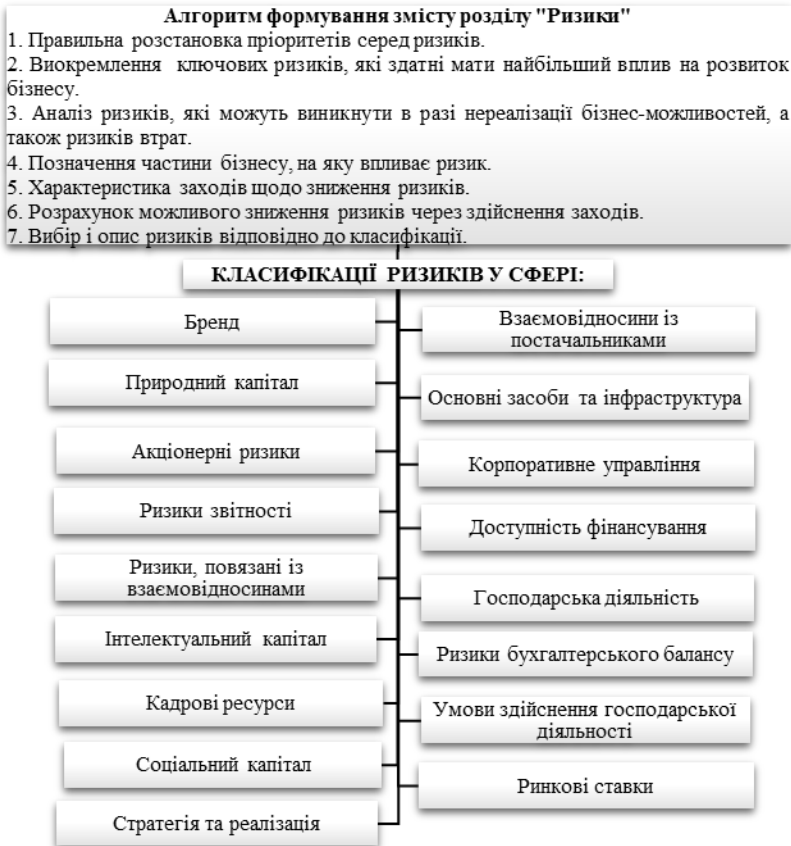 Алгоритм формування змісту розділу "Ризики"
1. Правильна розстановка пріоритетів серед ризиків.
2. Виокремлення ключових ризиків, які здатні мати найбільший вплив на розвиток
бізнесу.
3. Аналіз ризиків, які можуть виникнути в разі нереалізації бізнес-можливостей, а
також ризиків втрат.
4. Позначення частини бізнесу, на яку впливає ризик.
5. Характеристика заходів щодо зниження ризиків.
6. Розрахунок можливого зниження ризиків через здійснення заходів.
7. Вибір і опис ризиків відповідно до класифікації.
КЛАСИФІКАЦІЇ РИЗИКІВ У СФЕРІ:
Бренд
Природний капітал
Акціонерні ризики
Ризики звітності
Ризики, повязані із
взаємовідносинами
Інтелектуальний капітал
Кадрові ресурси
Соціальний капітал
Стратегія та реалізація
Взаємовідносини із
постачальниками
Основні засоби та інфраструктура
Корпоративне управління
Доступність фінансування
Господарська діяльність
Ризики бухгалтерського балансу
Умови здійснення господарської
діяльності
Ринкові ставки